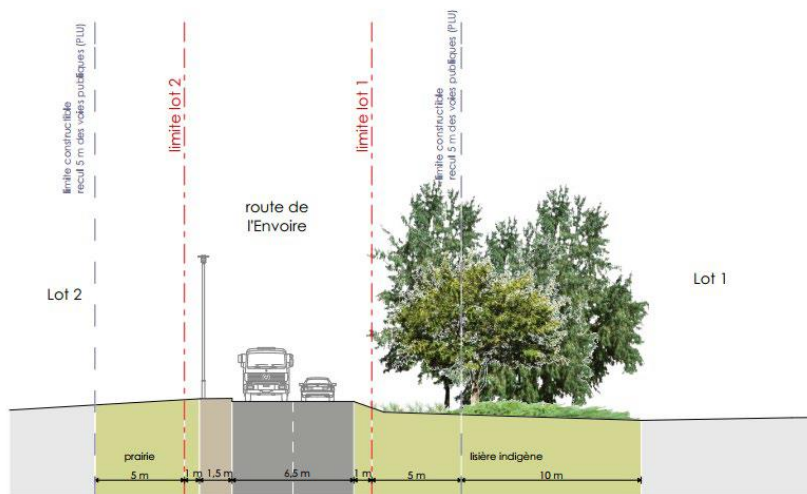 limite constructible
recul 5 m des voies publiques (PLU)
limite lot 2
limite lot 1
limite constructible
recul 5 m des voies publiques (PLU)
route de
l'Envoire
Lot 2
Lot 1
prairie
lisière indigène
5 m
1 m
1,5 m
6,5 m
1 m
5 m
10 m